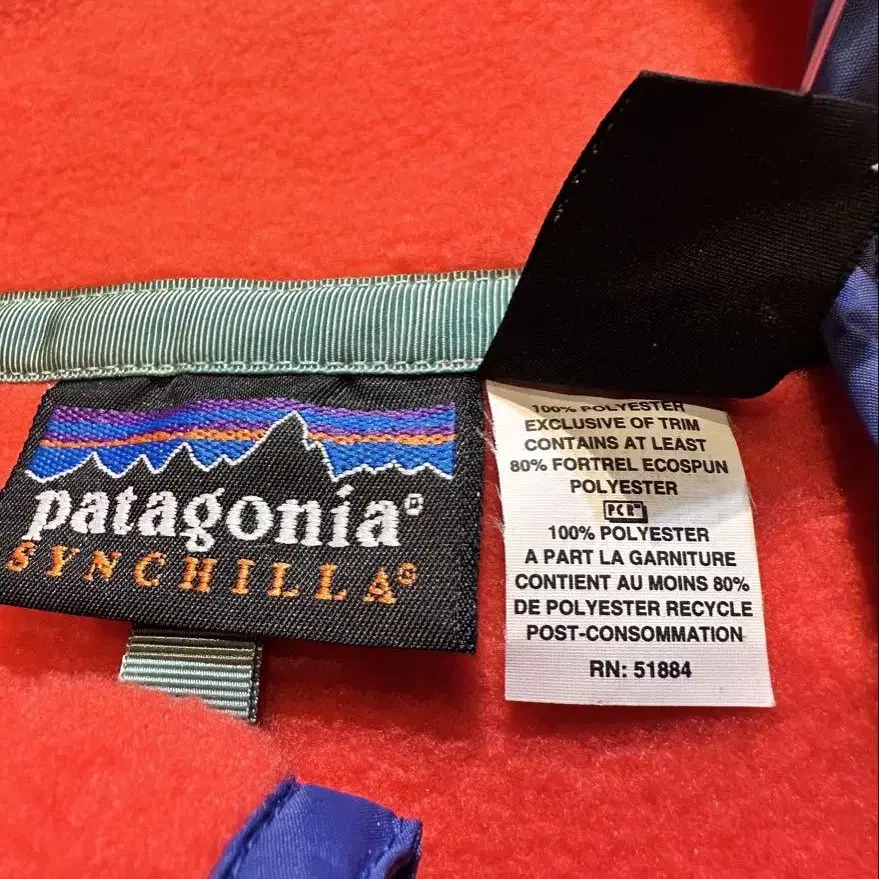 patagonia®
SYNCHILLA®
100% POLYESTER
EXCLUSIVE OF TRIM
CONTAINS AT LEAST
80% FORTREL ECOSPUN
POLYESTER
PCR™
100% POLYESTER
A PART LA GARNITURE
CONTIENT AU MOINS 80%
DE POLYESTER RECYCLE
POST-CONSOMMATION
RN: 51884